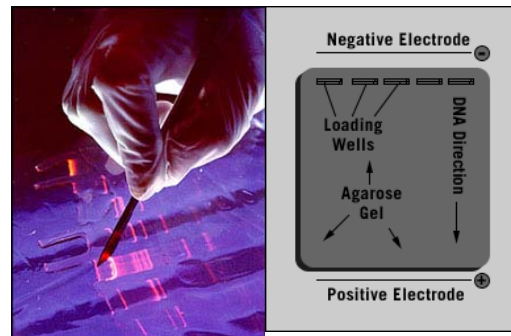 Negative Electrode
Loading
Wells
DNA Direction
Agarose
Gel
Positive Electrode